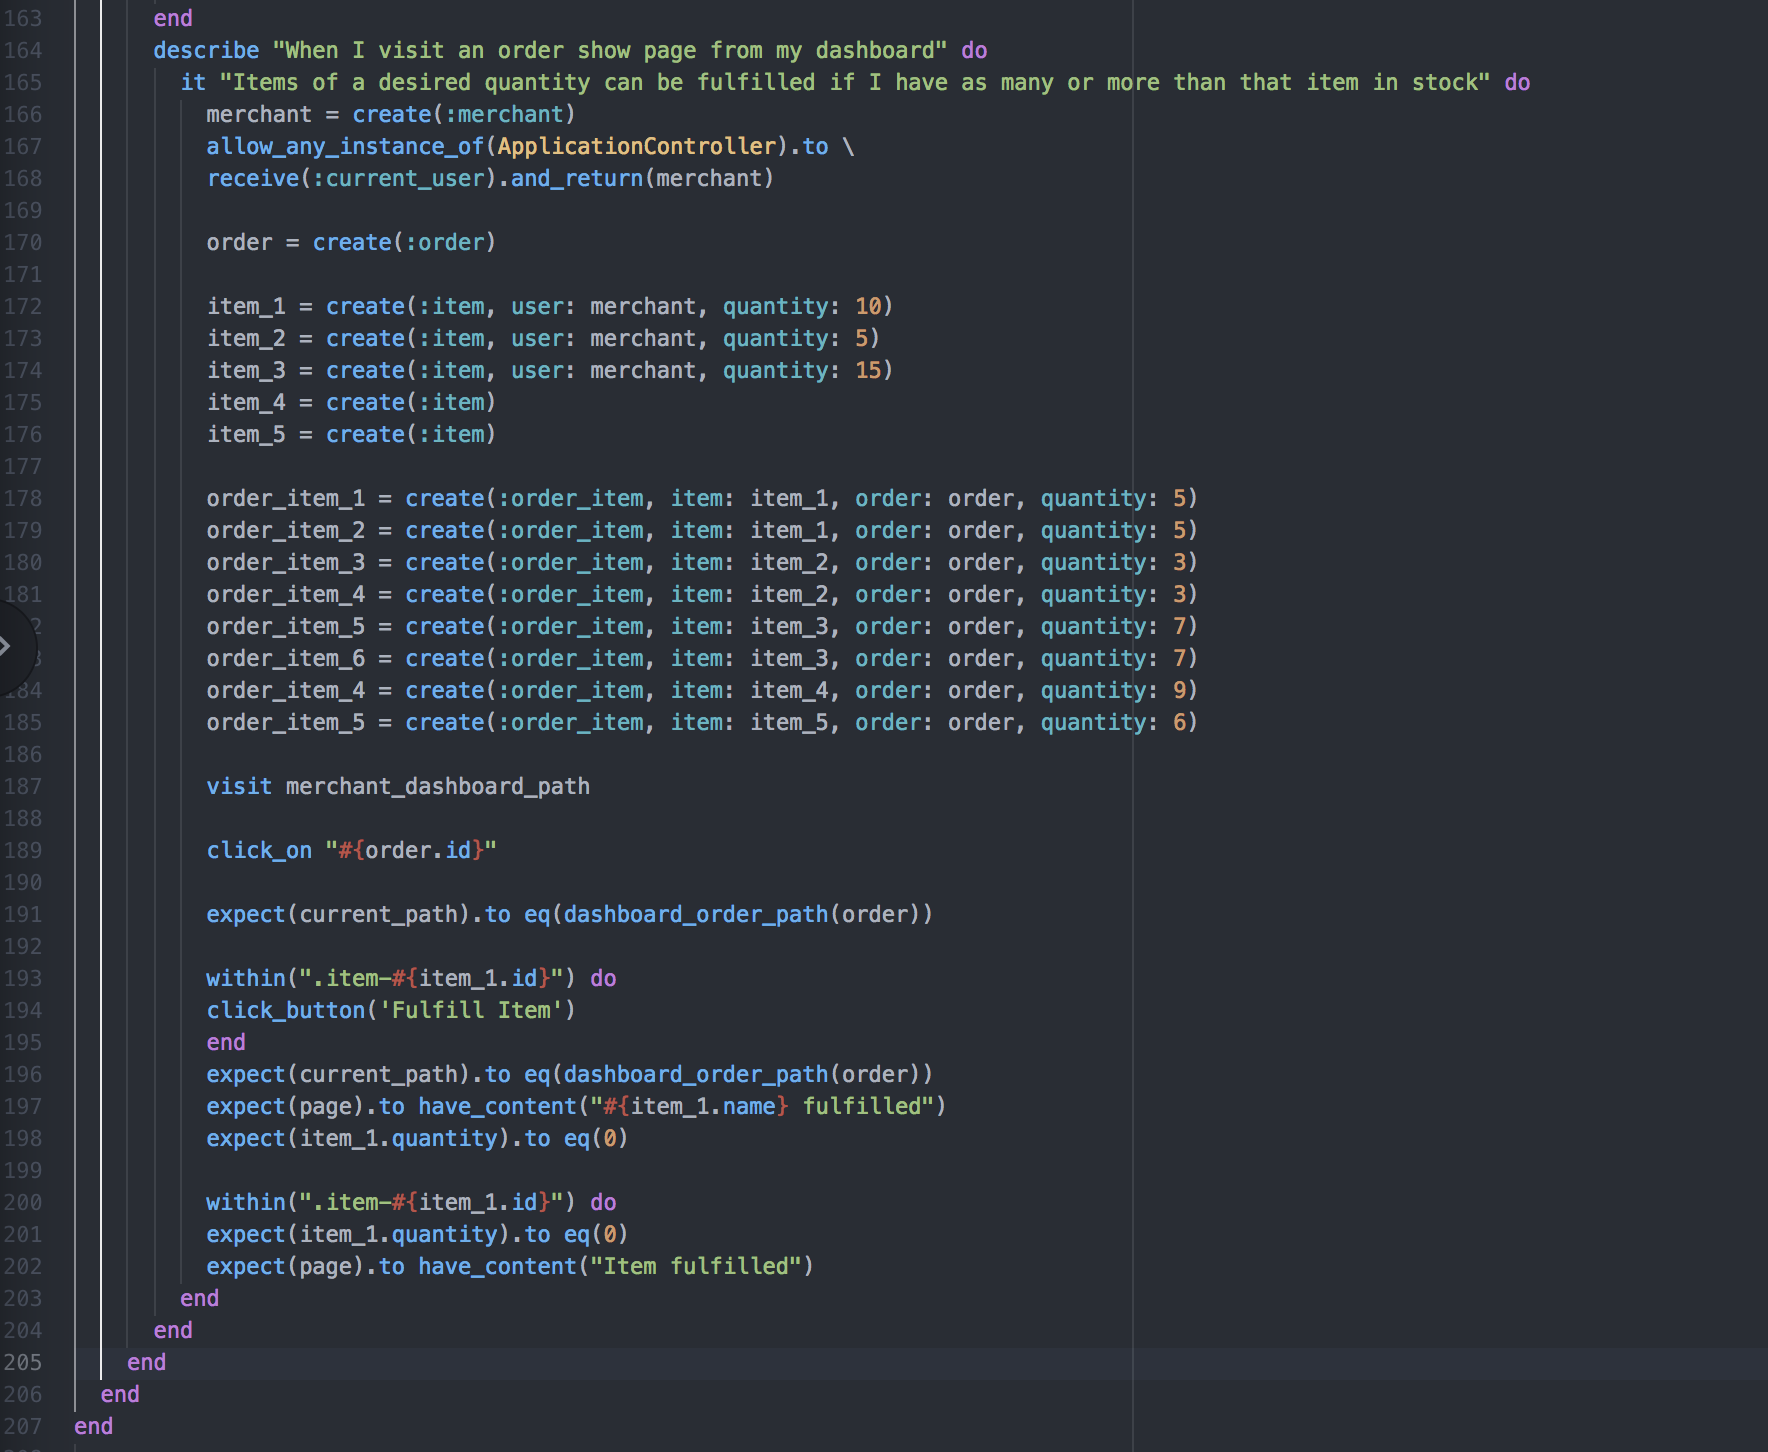 163 end
164 describe "When I visit an order show page from my dashboard" do
165 it "Items of a desired quantity can be fulfilled if I have as many or more than that item in stock" do
166 merchant = create(:merchant)
167 allow_any_instance_of(ApplicationController).to \
168 receive(:current_user).and_return(merchant)
169
170 order = create(:order)
171
172 item_1 = create(:item, user: merchant, quantity: 10)
173 item_2 = create(:item, user: merchant, quantity: 5)
174 item_3 = create(:item, user: merchant, quantity: 15)
175 item_4 = create(:item)
176 item_5 = create(:item)
177
178 order_item_1 = create(:order_item, item: item_1, order: order, quantity: 5)
179 order_item_2 = create(:order_item, item: item_1, order: order, quantity: 5)
180 order_item_3 = create(:order_item, item: item_2, order: order, quantity: 3)
181 order_item_4 = create(:order_item, item: item_2, order: order, quantity: 3)
order_item_5 = create(:order_item, item: item_3, order: order, quantity: 7)
order_item_6 = create(:order_item, item: item_3, order: order, quantity: 7)
184 order_item_4 = create(:order_item, item: item_4, order: order, quantity: 9)
185 order_item_5 = create(:order_item, item: item_5, order: order, quantity: 6)
186
187 visit merchant_dashboard_path
188
189 click_on "#{order.id}"
190
191 expect(current_path).to eq(dashboard_order_path(order))
192
193 within(".item-#{item_1.id}") do
194 click_button('Fulfill Item')
195 end
196 expect(current_path).to eq(dashboard_order_path(order))
197 expect(page).to have_content("#{item_1.name} fulfilled")
198 expect(item_1.quantity).to eq(0)
199
200 within(".item-#{item_1.id}") do
201 expect(item_1.quantity).to eq(0)
202 expect(page).to have_content("Item fulfilled")
203 end
204 end
205 end
206 end
207 end